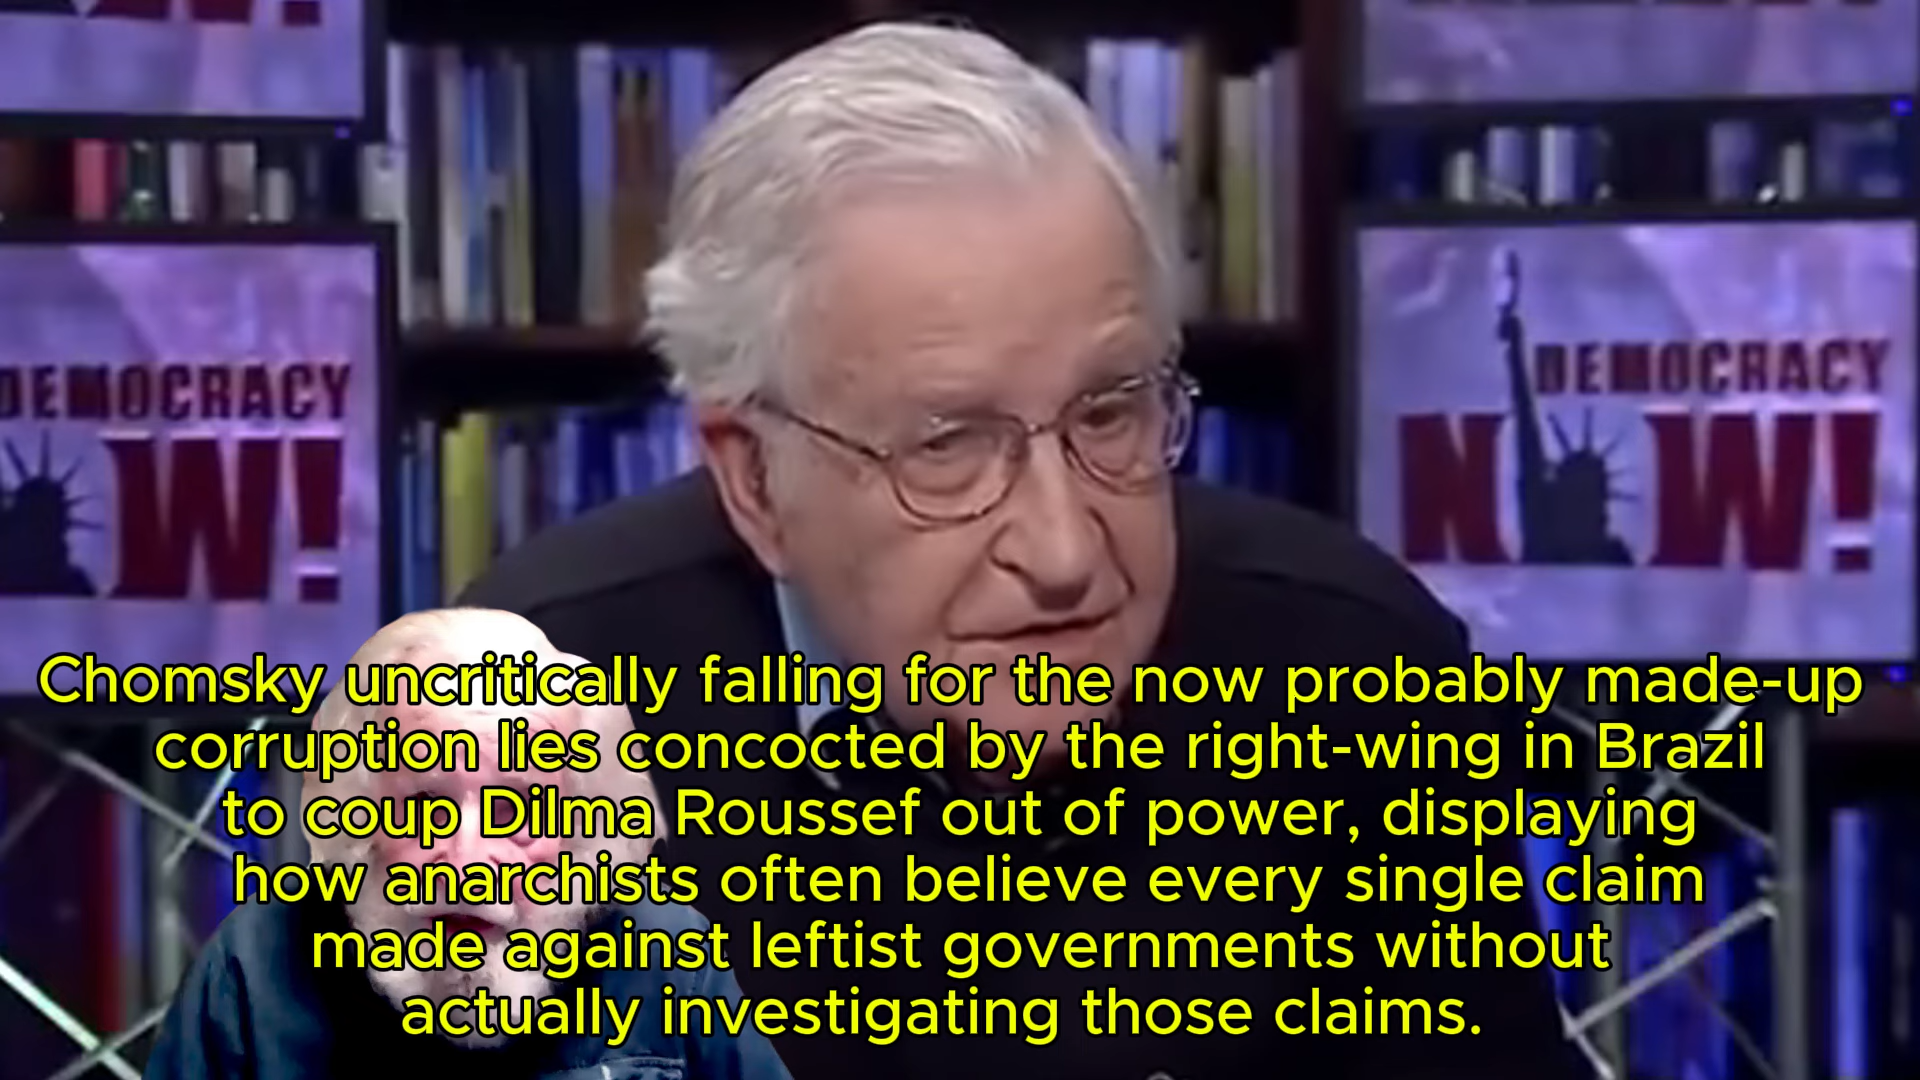 DEMOCRACY
W!
DEMOCRACY
NOW!
Chomsky uncritically falling for the now probably made-up
corruption lies concocted by the right-wing in Brazil
to coup Dilma Roussef out of power, displaying
how anarchists often believe every single claim
made against leftist governments without
actually investigating those claims.